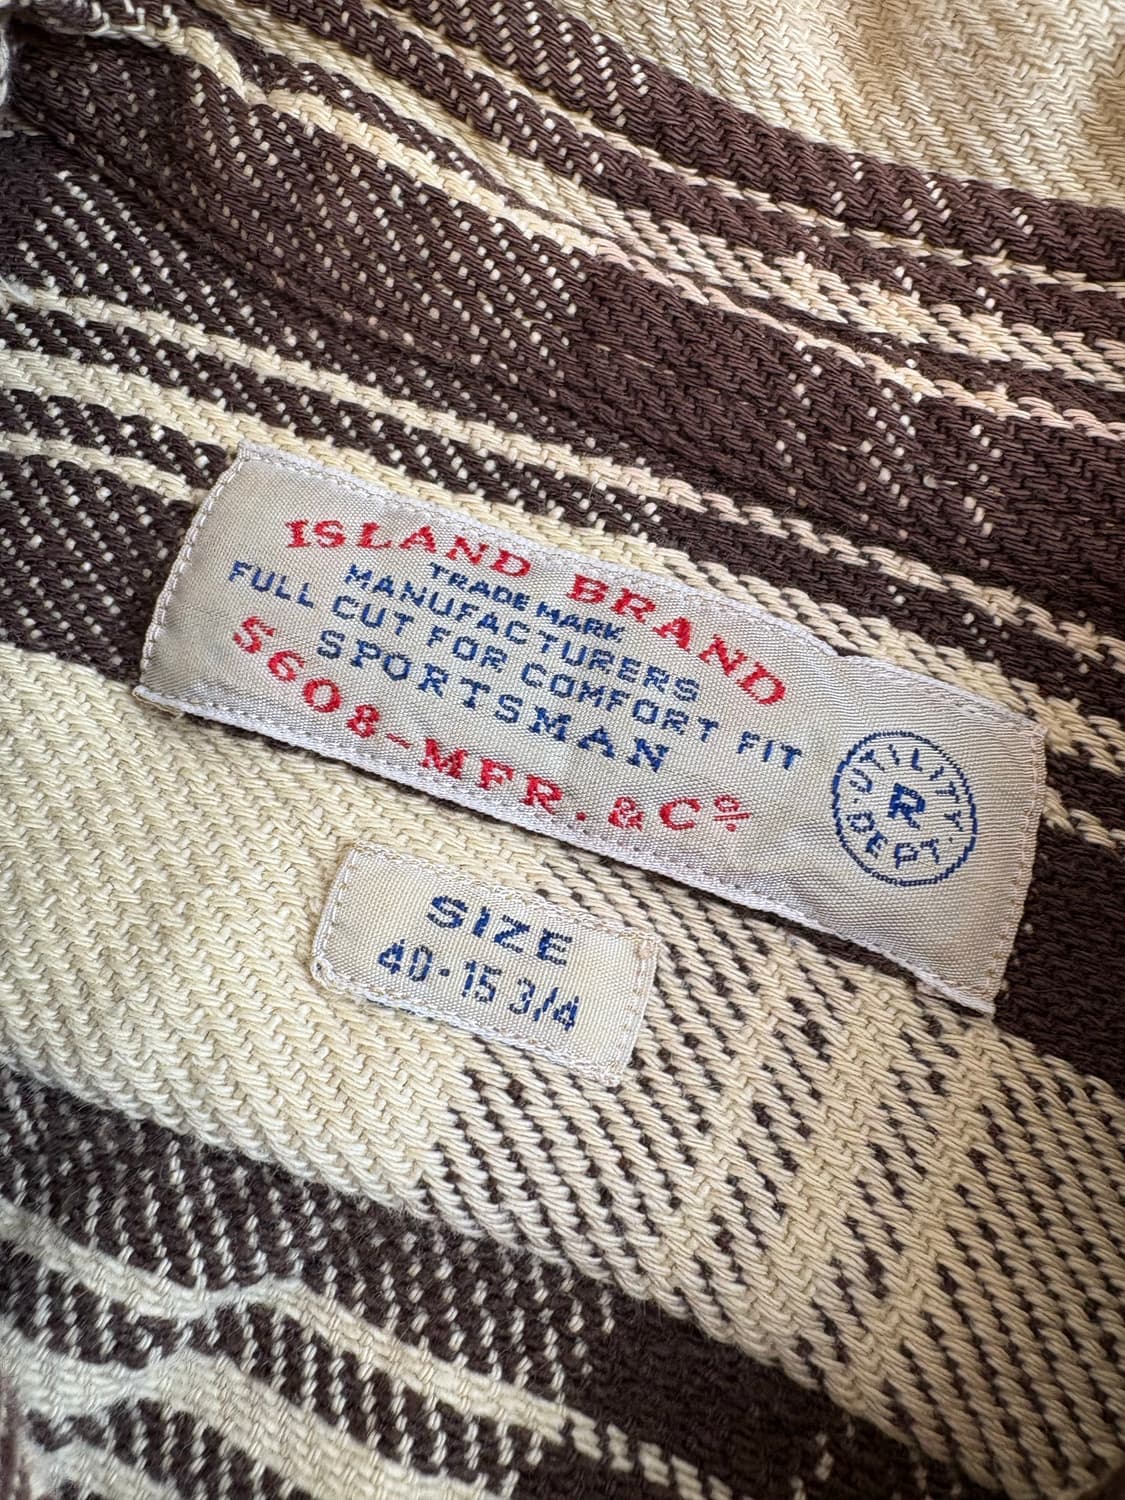 ISLAND BRAND
TRADE MARK
MANUFACTURERS
FULL CUT FOR COMFORT FIT
SPORTSMAN
S608-MFR.&Cº/.
UTILITY
R
DEPT
SIZE
40·15 3/4